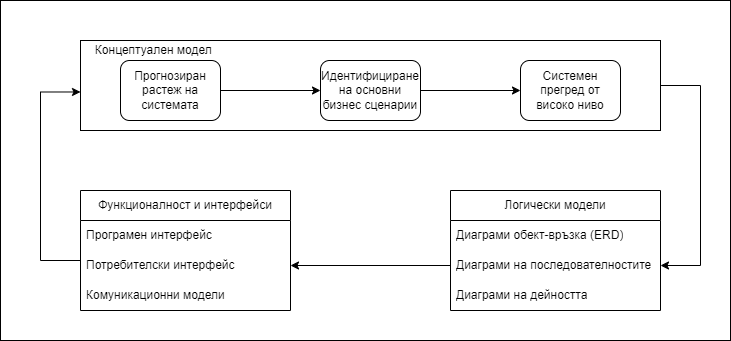 Концептуален модел
Прогнозиран
растеж на
системата
Идентифициране
на основни
бизнес сценарии
Системен
прегред от
високо ниво
Функционалност и интерфейси
Програмен интерфейс
Потребителски интерфейс
Комуникационни модели
Логически модели
Диаграми обект-връзка (ERD)
Диаграми на последователностите
Диаграми на дейността